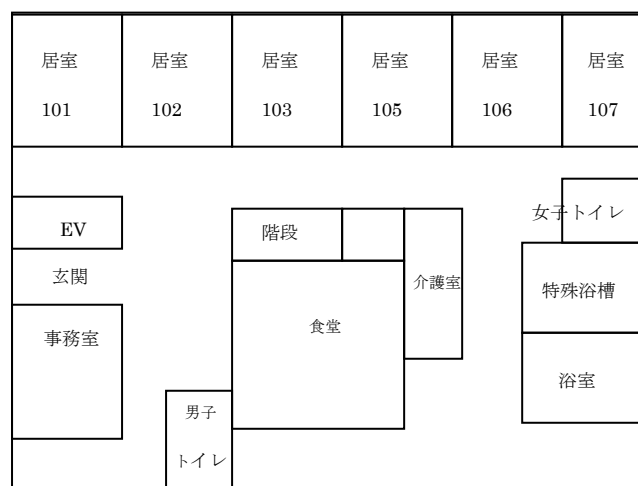 居室 居室 居室 居室 居室 居室
101 102 103 105 106 107
女子トイレ
EV
階段
玄関
介護室
特殊浴槽
食堂
事務室
浴室
男子
トイレ